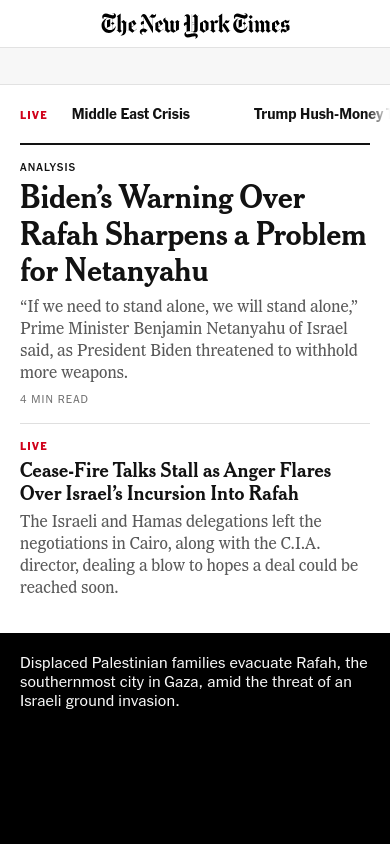 The New York Times
LIVE Middle East Crisis Trump Hush-Money
ANALYSIS
Biden’s Warning Over
Rafah Sharpens a Problem
for Netanyahu
“If we need to stand alone, we will stand alone,”
Prime Minister Benjamin Netanyahu of Israel
said, as President Biden threatened to withhold
more weapons.
4 MIN READ
LIVE
Cease-Fire Talks Stall as Anger Flares
Over Israel’s Incursion Into Rafah
The Israeli and Hamas delegations left the
negotiations in Cairo, along with the C.I.A.
director, dealing a blow to hopes a deal could be
reached soon.
Displaced Palestinian families evacuate Rafah, the
southernmost city in Gaza, amid the threat of an
Israeli ground invasion.